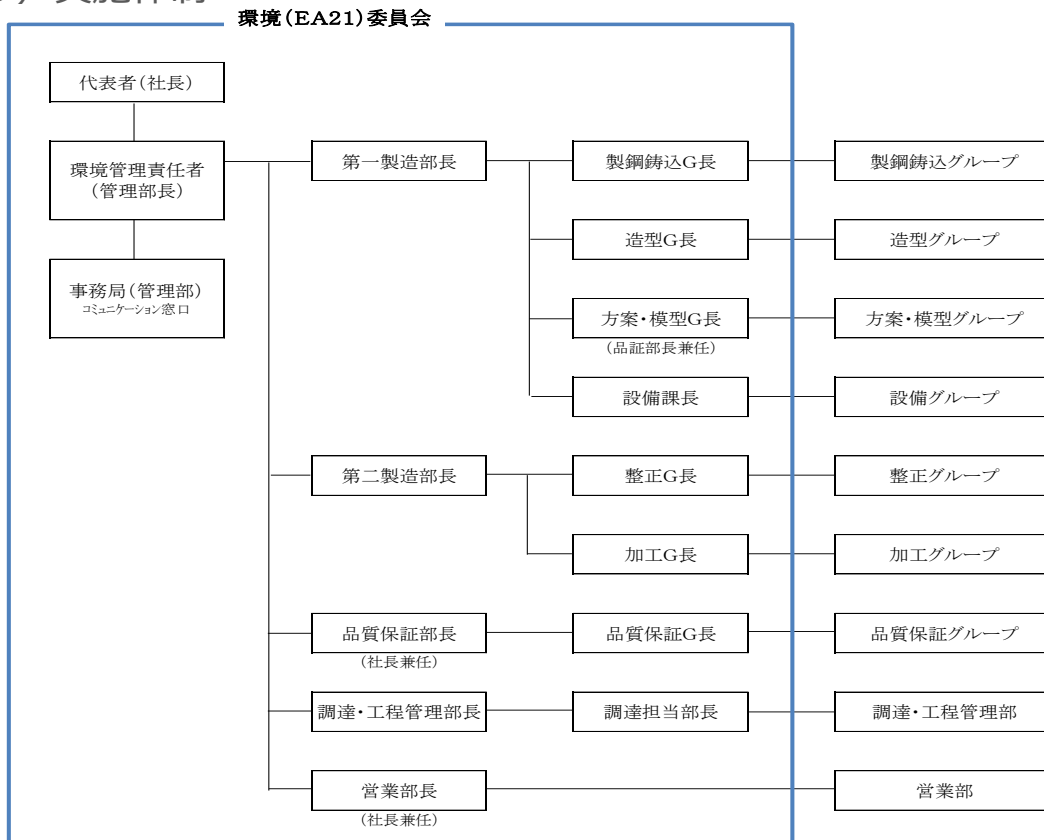 環境(EA21)委員会
代表者(社長)
環境管理責任者
(管理部長)
事務局(管理部)
コミュニケーション窓口
第一製造部長
製鋼鋳込G長
製鋼鋳込グループ
造型G長
造型グループ
方案・模型G長
(品証部長兼任)
方案・模型グループ
設備課長
設備グループ
第二製造部長
整正G長
整正グループ
加工G長
加工グループ
品質保証部長
(社長兼任)
品質保証G長
品質保証グループ
調達・工程管理部長
調達担当部長
調達・工程管理部
営業部長
(社長兼任)
営業部